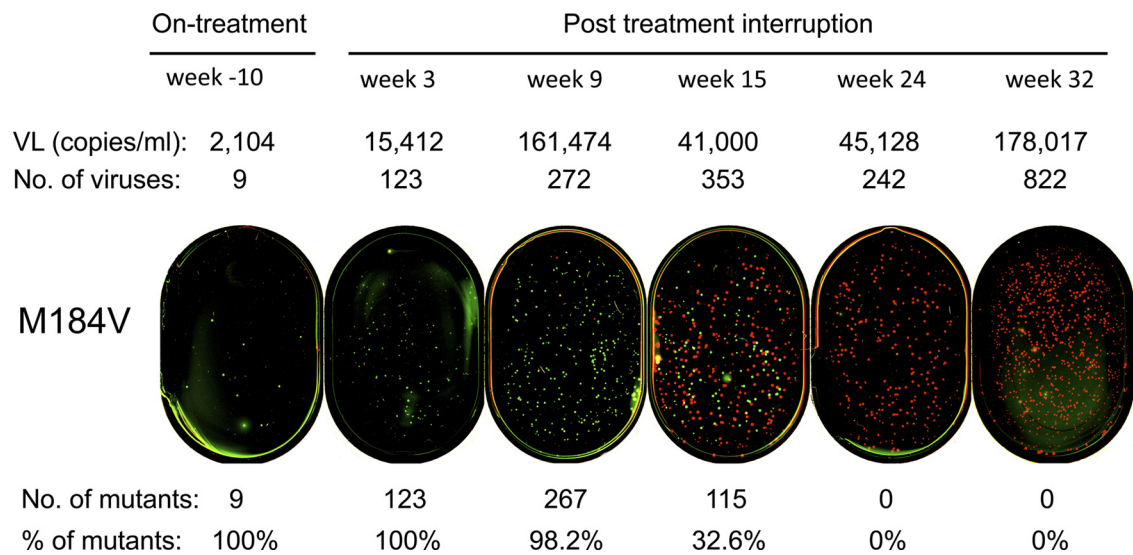 On-treatment Post treatment interruption
week -10 week 3 week 9 week 15 week 24 week 32
VL (copies/ml): 2,104 15,412 161,474 41,000 45,128 178,017
No. of viruses: 9 123 272 353 242 822
M184V
No. of mutants: 9 123 267 115 0 0
% of mutants: 100% 100% 98.2% 32.6% 0% 0%